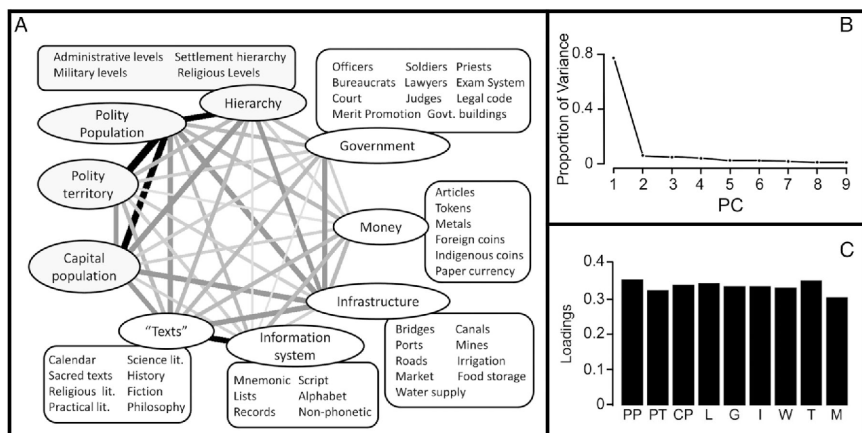 A
Administrative levels Settlement hierarchy
Military levels Religious Levels
Hierarchy
Polity
Population
Polity
territory
Capital
population
"Texts"
Calendar Science lit.
Sacred texts History
Religious lit. Fiction
Practical lit. Philosophy
Information
system
Mnemonic Script
Lists Alphabet
Records Non-phonetic
Infrastructure
Bridges Canals
Ports Mines
Roads Irrigation
Market Food storage
Water supply
Money
Articles
Tokens
Metals
Foreign coins
Indigenous coins
Paper currency
Officers Soldiers Priests
Bureaucrats Lawyers Exam System
Court Judges Legal code
Merit Promotion Govt. buildings
Government
B
Proportion of Variance
0.8
0.4
0
1 2 3 4 5 6 7 8 9
PC
C
Loadings
0.4
0.3
0.2
0.1
0
PP PT CP L G I W T M